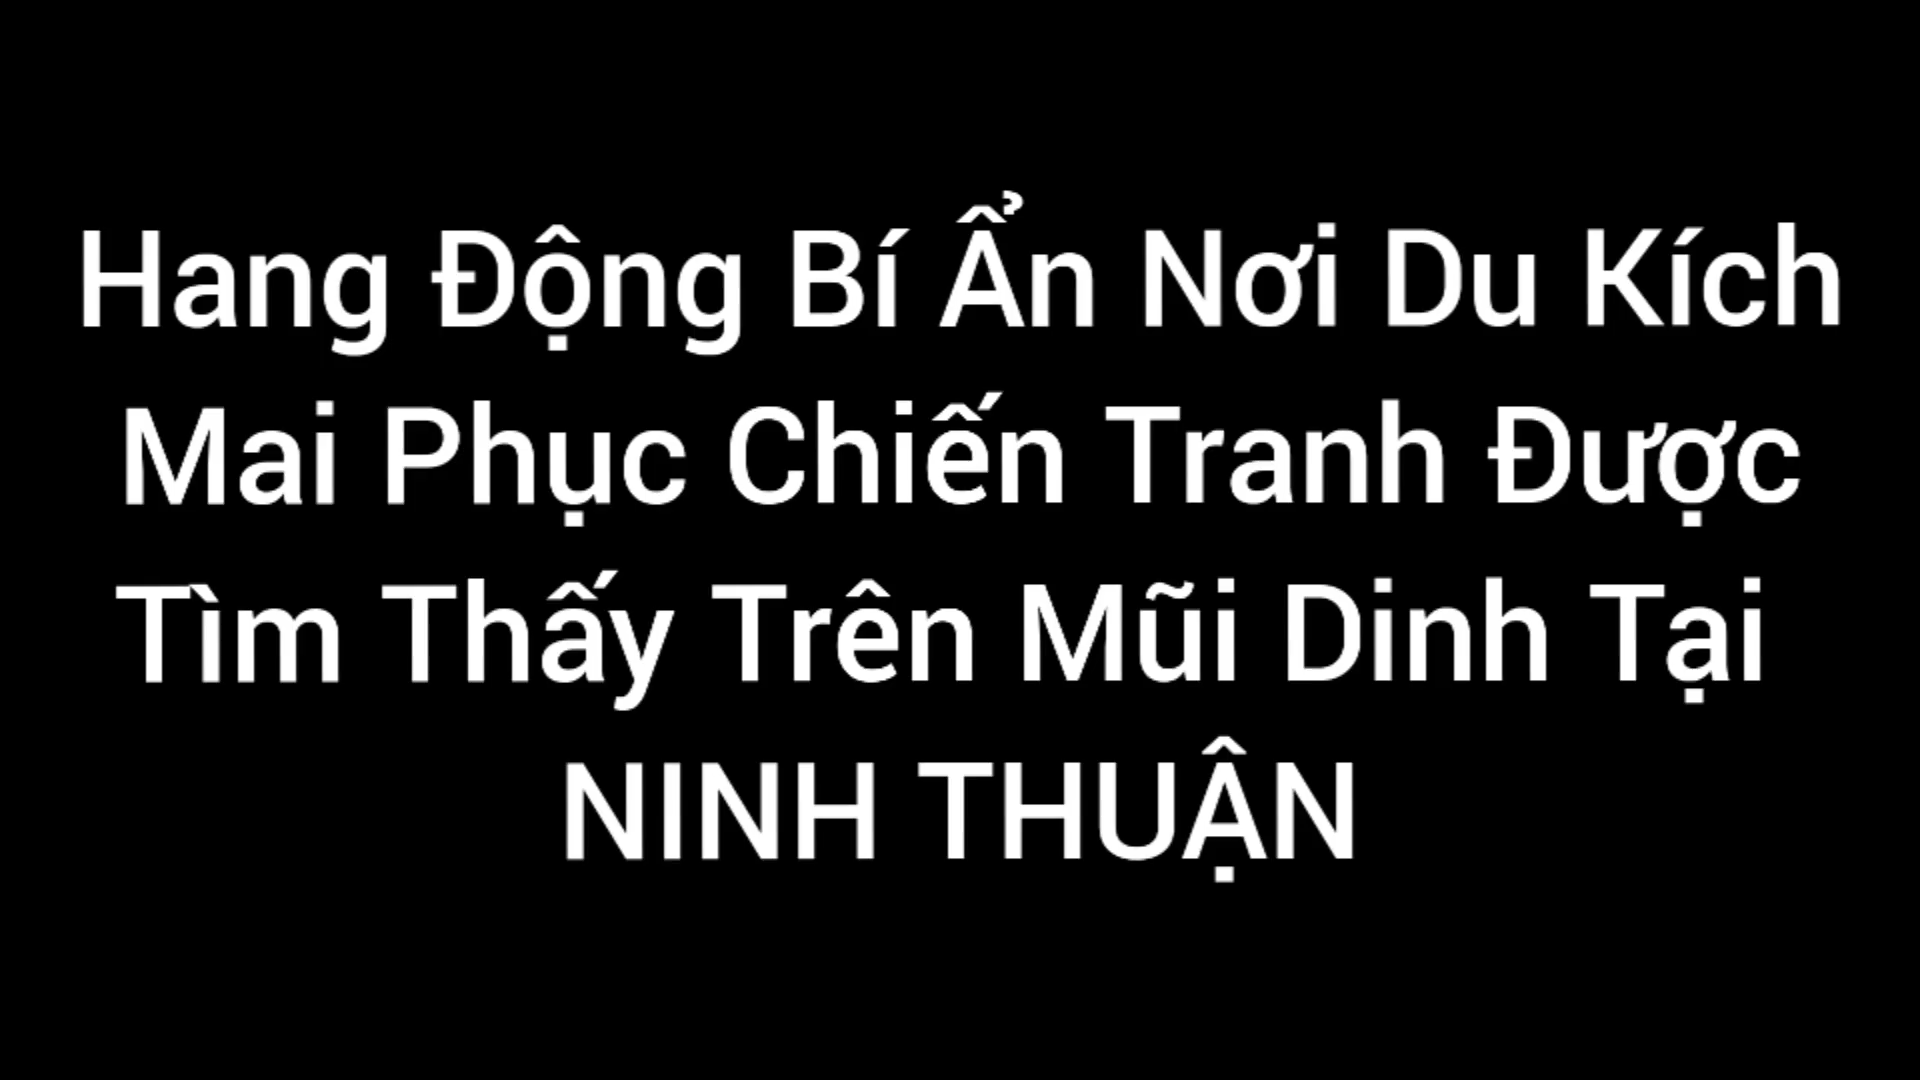 Hang Động Bí Ẩn Nơi Du Kích
Mai Phục Chiến Tranh Được
Tìm Thấy Trên Mũi Dinh Tại
NINH THUẬN